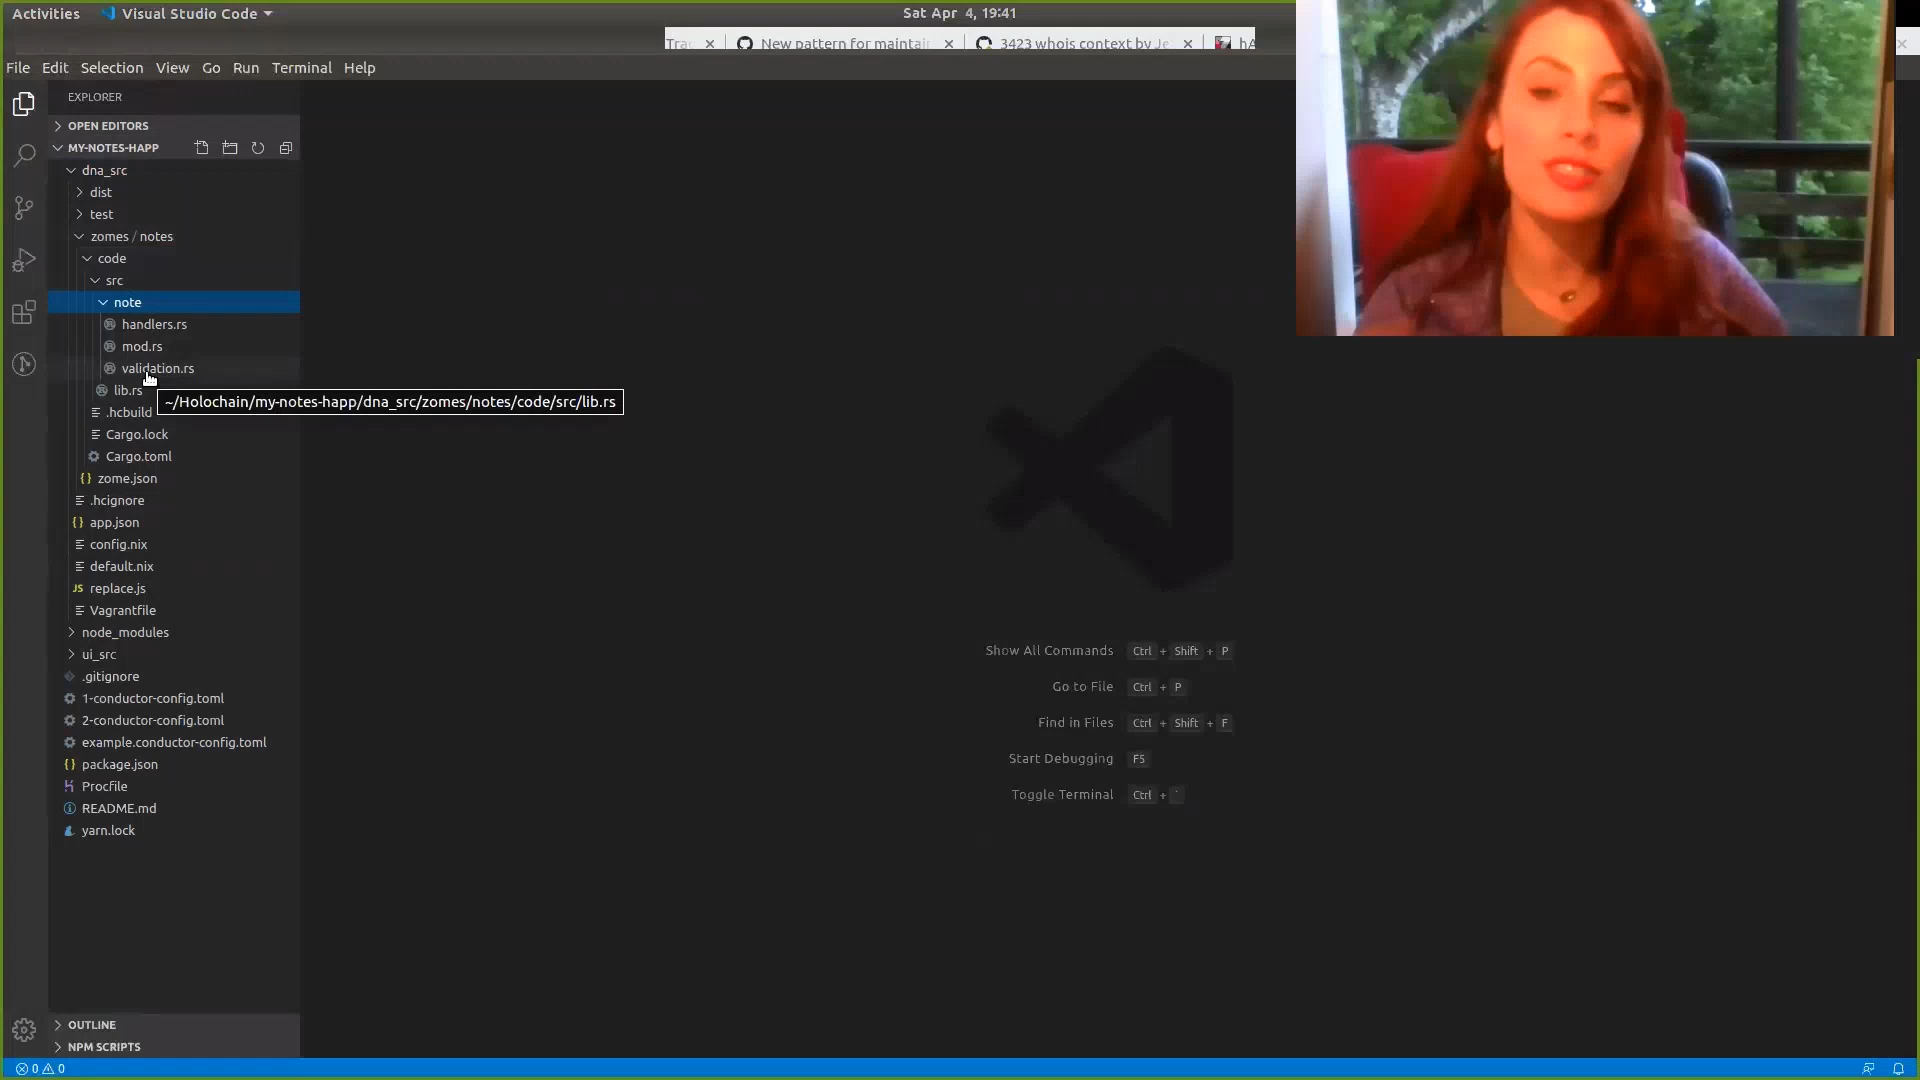 Activities Visual Studio Code Sat Apr 4, 19:41
New pattern for maintai 3423 whois context by Je hA
File Edit Selection View Go Run Terminal Help
EXPLORER
OPEN EDITORS
MY-NOTES-HAPP
dna_src
dist
test
zomes / notes
code
src
note
handlers.rs
mod.rs
validation.rs
lib.rs
~/Holochain/my-notes-happ/dna_src/zomes/notes/code/src/lib.rs
.hcbuild
Cargo.lock
Cargo.toml
zome.json
.hcignore
app.json
config.nix
default.nix
JS replace.js
Vagrantfile
node_modules
ui_src
.gitignore
1-conductor-config.toml
2-conductor-config.toml
example.conductor-config.toml
package.json
Procfile
README.md
yarn.lock
Show All Commands Ctrl + Shift + P
Go to File Ctrl + P
Find in Files Ctrl + Shift + F
Start Debugging F5
Toggle Terminal Ctrl + `
OUTLINE
NPM SCRIPTS
0 0